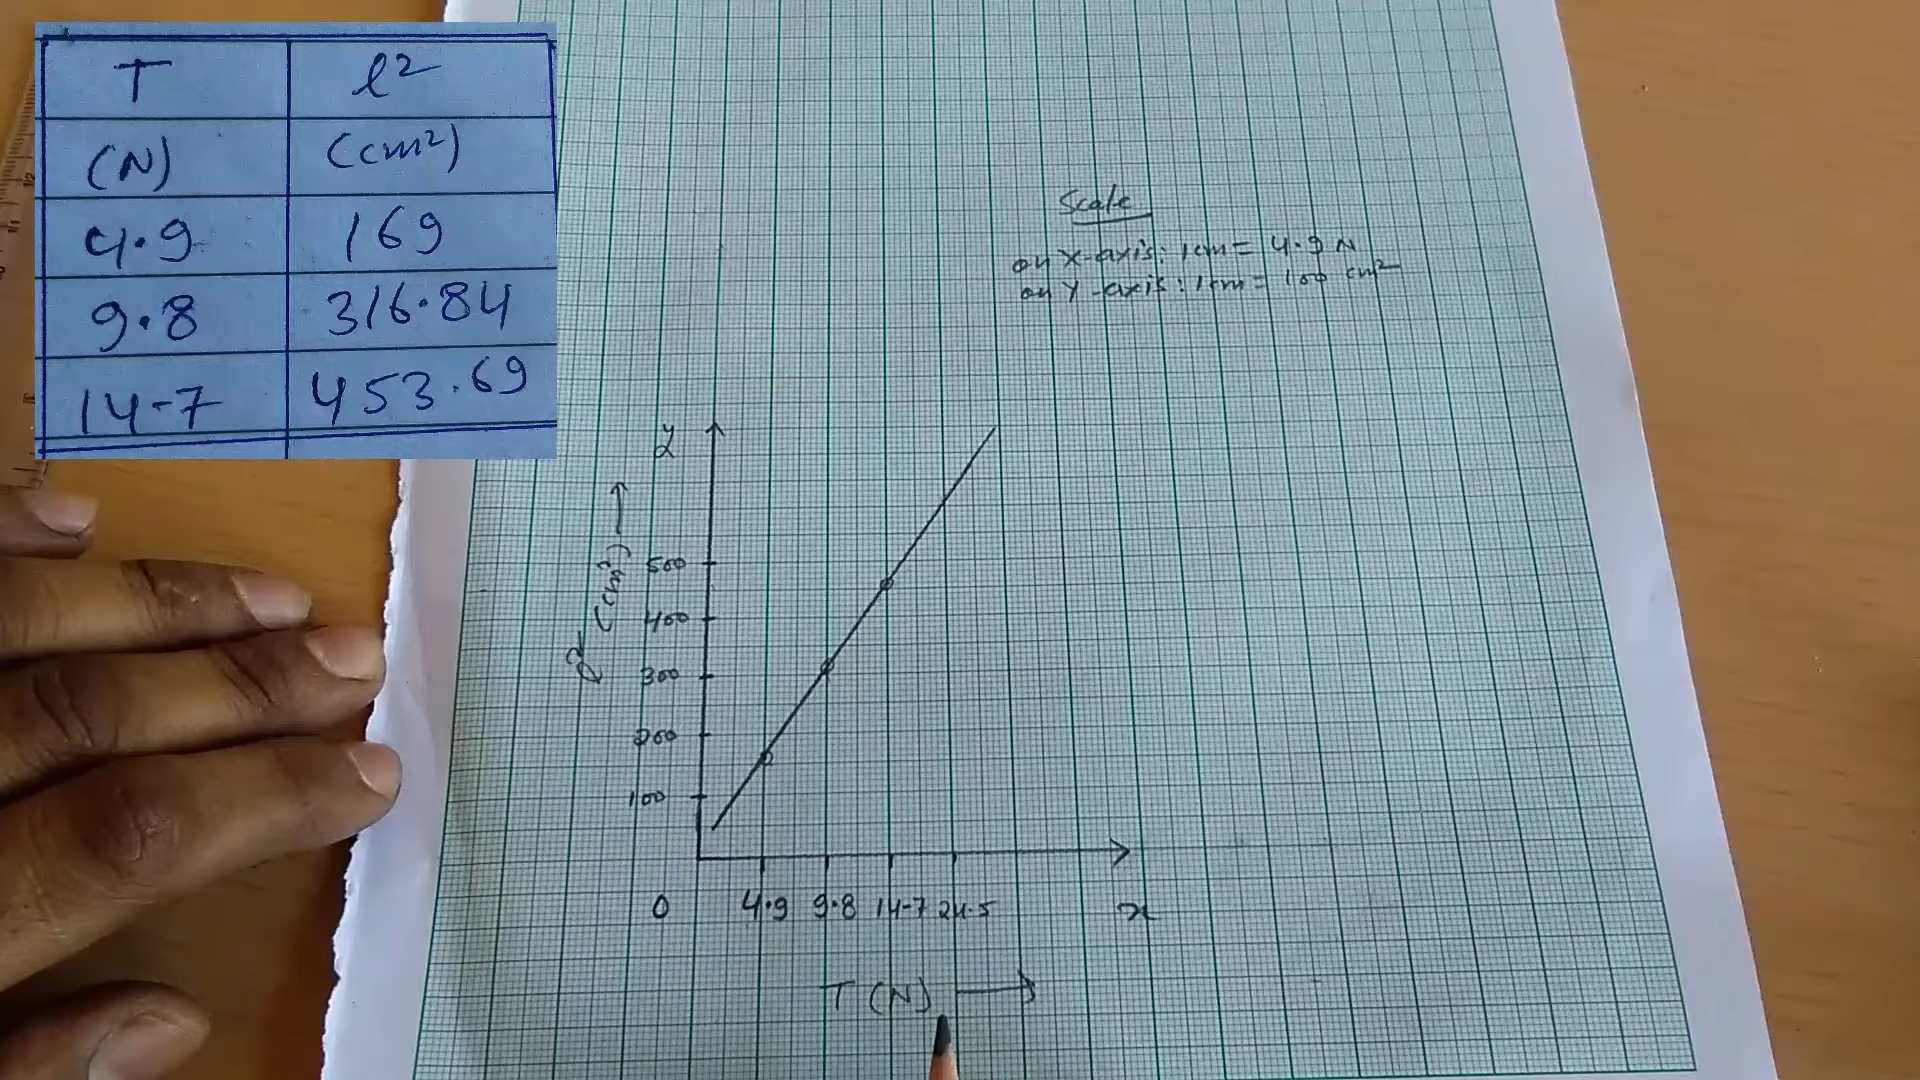 T l²
(N) (cm²)
4.9 169
9.8 316.84
14-7 453.69
Scale
on X-axis: 1cm = 4.9 N
on Y-axis: 1cm = 100 cm²
y
l² (cm²) →
500
400
300
200
100
0 4.9 9.8 14-7 24.5 x
T (N) →